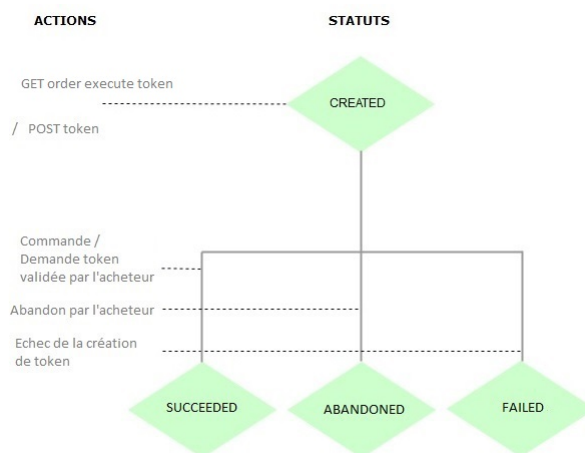 ACTIONS
STATUTS
GET order execute token
CREATED
/ POST token
Commande /
Demande token
validée par l'acheteur
Abandon par l'acheteur
Echec de la création
de token
SUCCEEDED
ABANDONED
FAILED